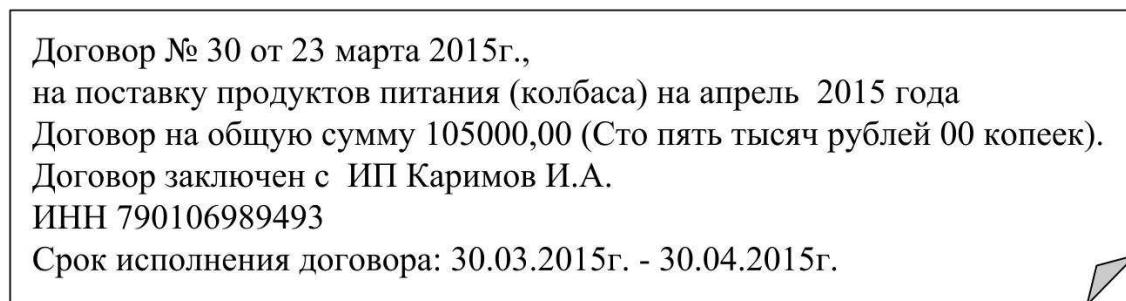 Договор № 30 от 23 марта 2015г.,
на поставку продуктов питания (колбаса) на апрель 2015 года
Договор на общую сумму 105000,00 (Сто пять тысяч рублей 00 копеек).
Договор заключен с ИП Каримов И.А.
ИНН 790106989493
Срок исполнения договора: 30.03.2015г. - 30.04.2015г.